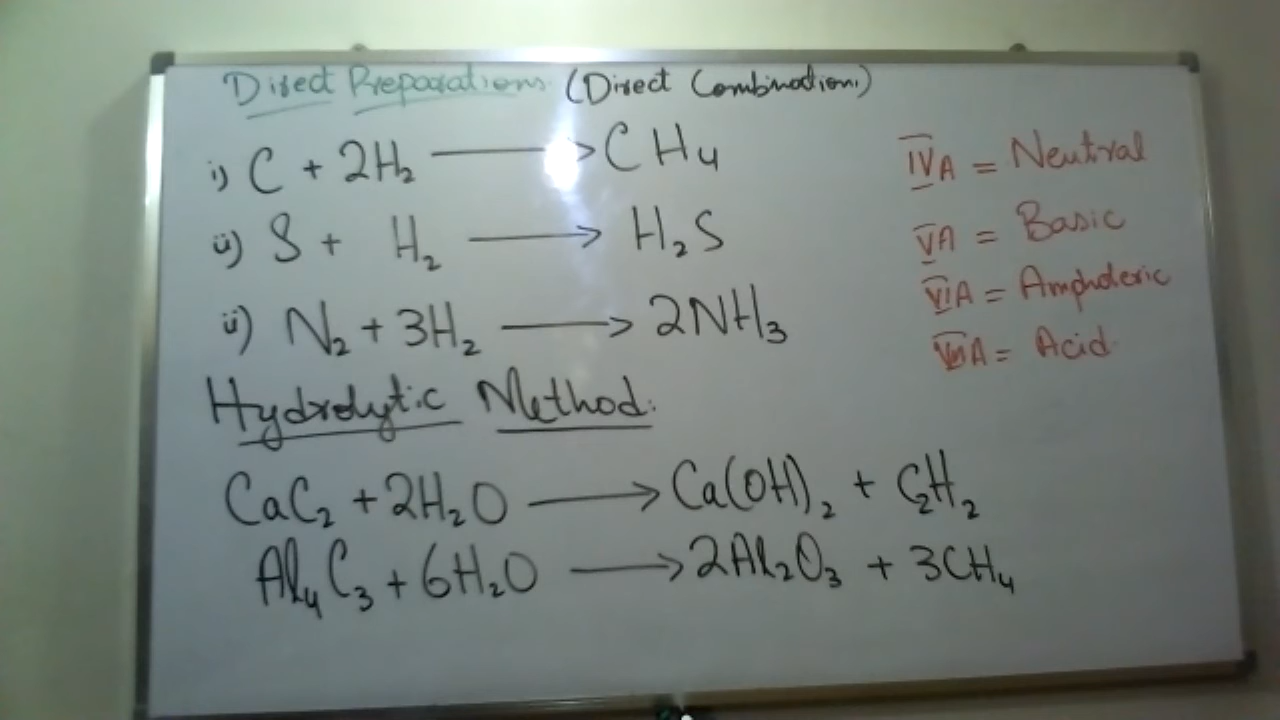 Direct Preparations (Direct Combination)
i) C + 2H₂ ⟶ CH₄
ii) S + H₂ ⟶ H₂S
ii) N₂ + 3H₂ ⟶ 2NH₃
Hydrolytic Method:
CaC₂ + 2H₂O ⟶ Ca(OH)₂ + C₂H₂
Al₄C₃ + 6H₂O ⟶ 2Al₂O₃ + 3CH₄
IVA = Neutral
VA = Basic
VIA = Amphoteric
VIIA = Acid